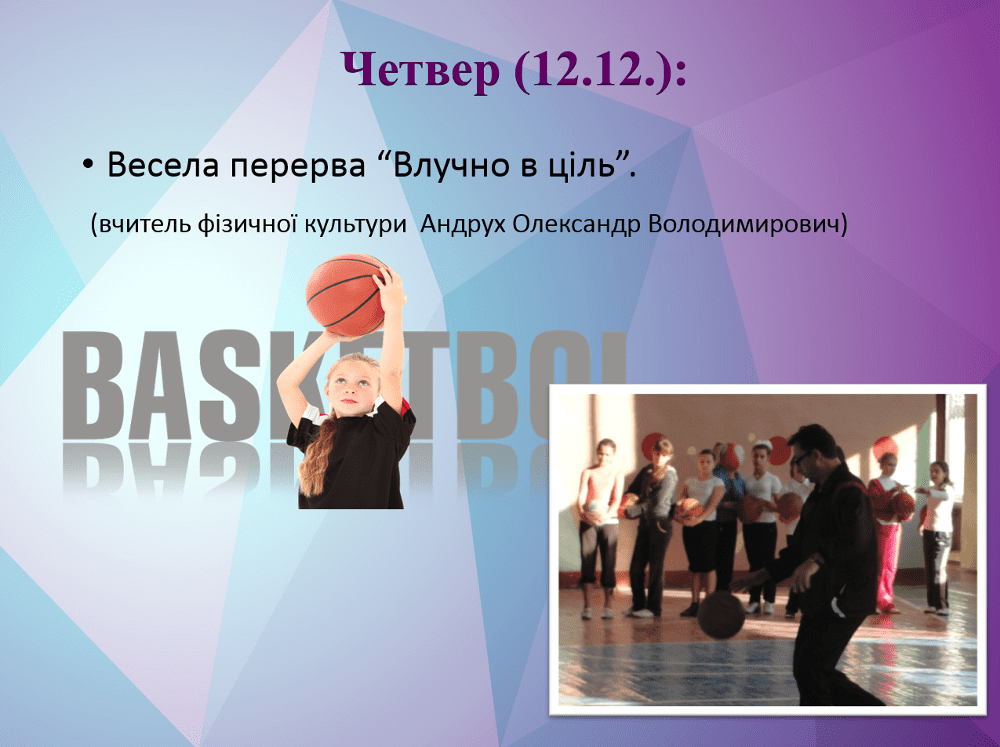 Четвер (12.12.):
• Весела перерва “Влучно в ціль”.
(вчитель фізичної культури Андрух Олександр Володимирович)
BASKETBOL